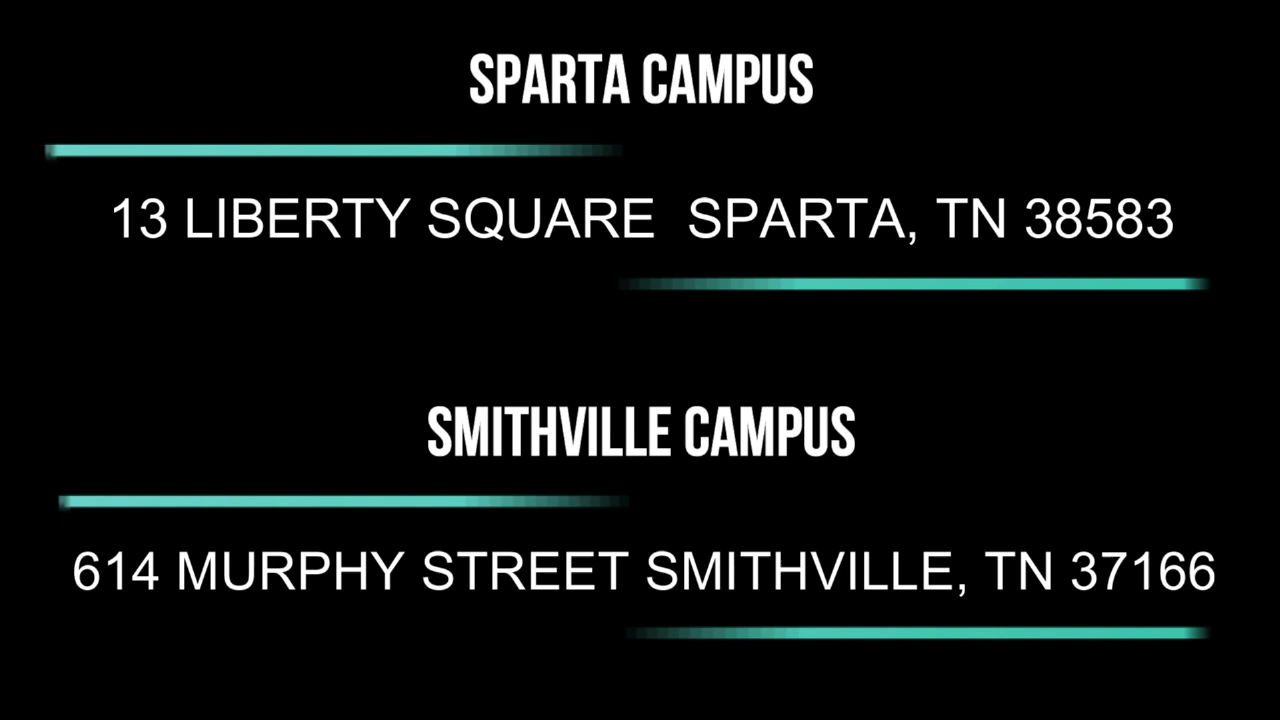 SPARTA CAMPUS
13 LIBERTY SQUARE  SPARTA, TN 38583
SMITHVILLE CAMPUS
614 MURPHY STREET SMITHVILLE, TN 37166